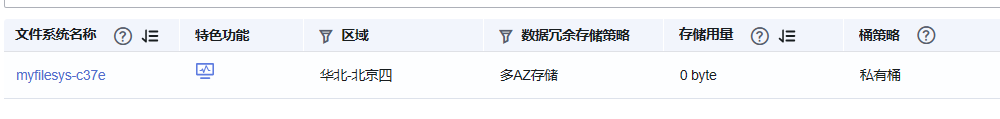 文件系统名称 特色功能 区域 数据冗余存储策略 存储用量 桶策略
myfilesys-c37e 华北-北京四 多AZ存储 0 byte 私有桶